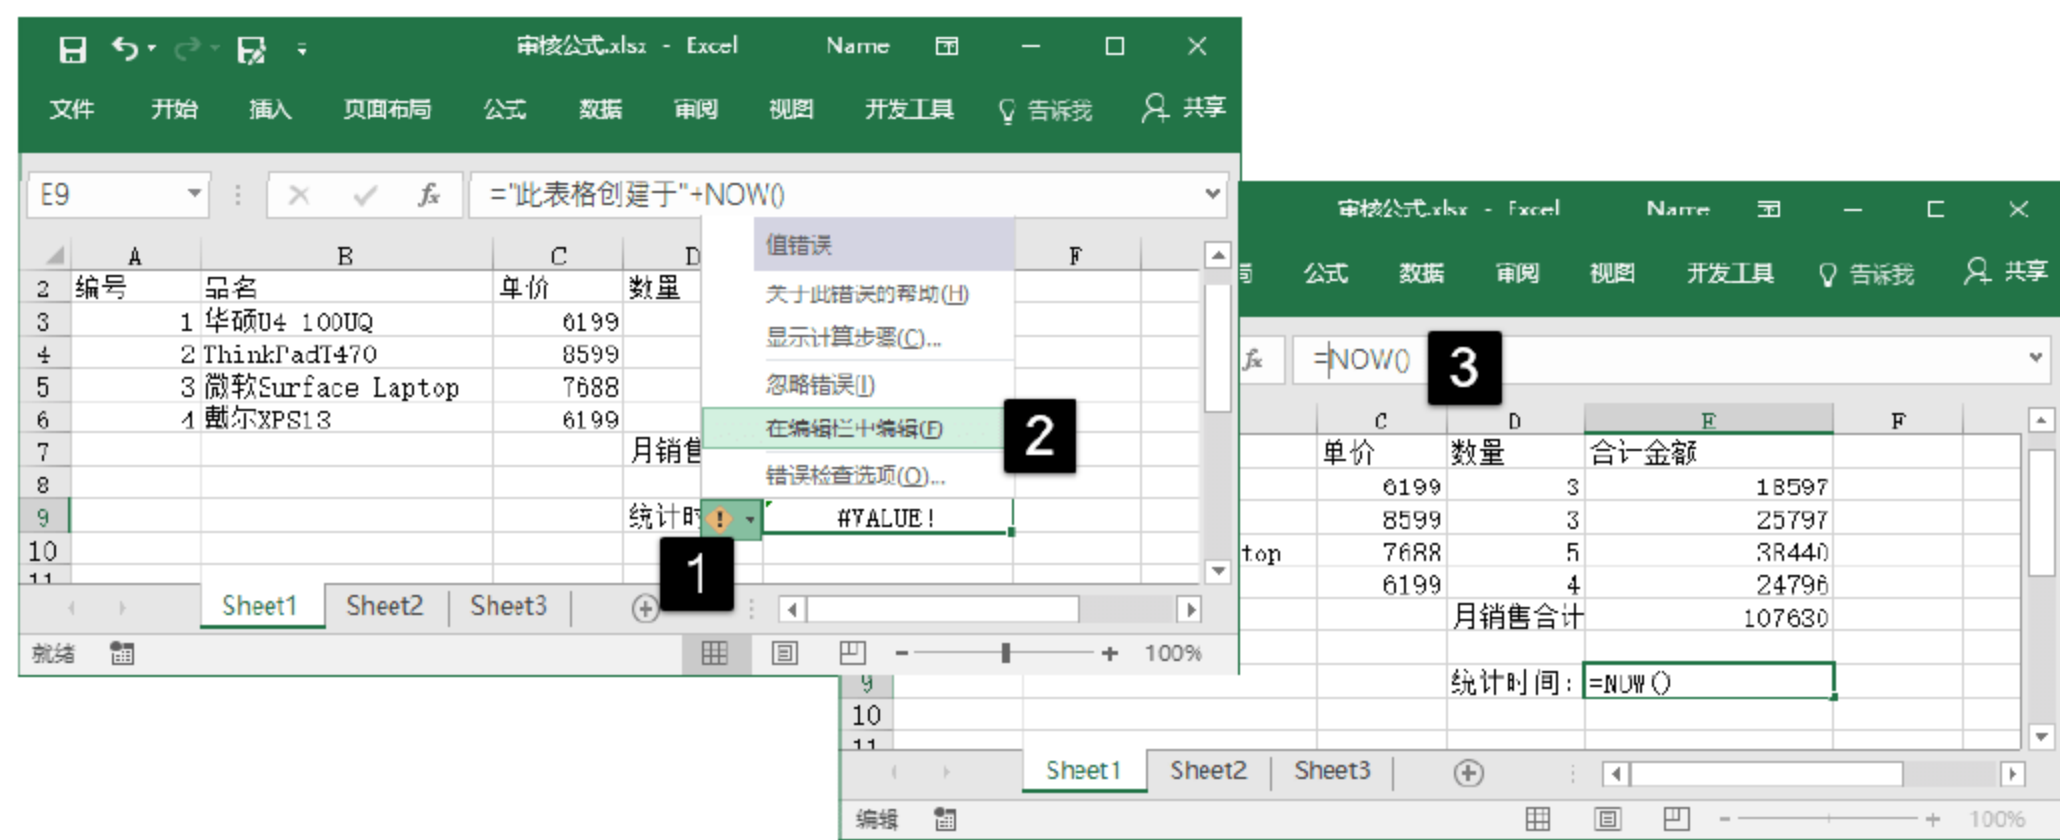 审核公式.xlsx - Excel Name
文件 开始 插入 页面布局 公式 数据 审阅 视图 开发工具 告诉我 共享
E9 fx ="此表格创建于"+NOW()
A B C D F
2 编号 品名 单价 数量
3 1 华硕U4 100UQ 6199
4 2 ThinkPadT470 8599
5 3 微软Surface Laptop 7688
6 4 戴尔XPS13 6199
7 月销售
8
9 统计时 #VALUE!
10
11
值错误
关于此错误的帮助(H)
显示计算步骤(C)...
忽略错误(I)
在编辑栏中编辑(F)
错误检查选项(O)...
1
2
Sheet1 Sheet2 Sheet3
就绪 100%
审核公式.xlsx - Excel Name
局 公式 数据 审阅 视图 开发工具 告诉我 共享
fx =NOW()
3
C D E F
单价 数量 合计金额
6199 3 18597
8599 3 25797
top 7688 5 38440
6199 4 24796
月销售合计 107630
9 统计时间: =NOW()
10
11
Sheet1 Sheet2 Sheet3
编辑 100%